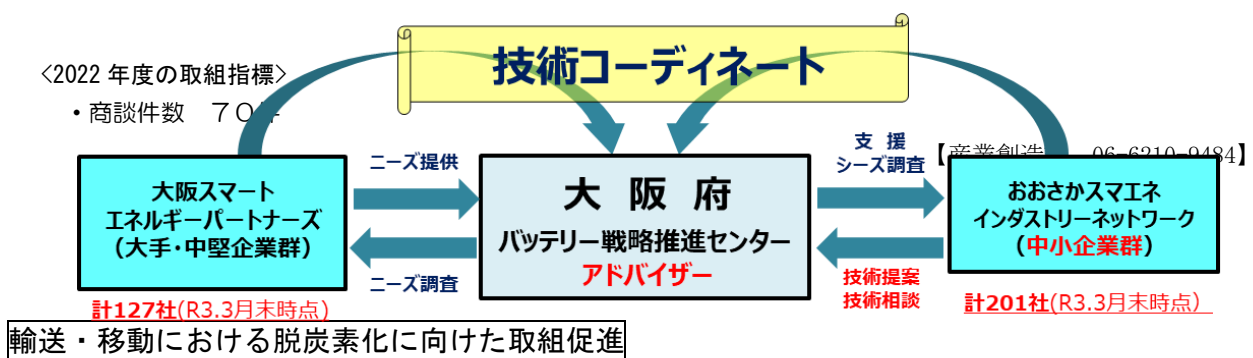 技術コーディネート
<2022年度の取組指標>
・商談件数 ７０
【産業創造 06-6210-9484】
大阪スマート
エネルギーパートナーズ
（大手・中堅企業群）
計127社(R3.3月末時点)
ニーズ提供
ニーズ調査
大 阪 府
バッテリー戦略推進センター
アドバイザー
支 援
シーズ調査
技術提案
技術相談
おおさかスマエネ
インダストリーネットワーク
（中小企業群）
計201社(R3.3月末時点）
輸送・移動における脱炭素化に向けた取組促進